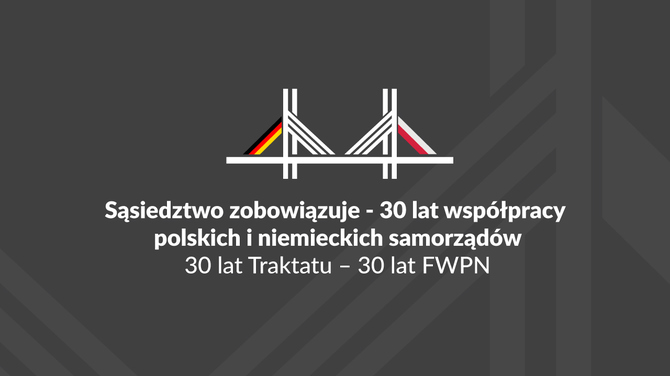 Sąsiedztwo zobowiązuje - 30 lat współpracy
polskich i niemieckich samorządów
30 lat Traktatu – 30 lat FWPN